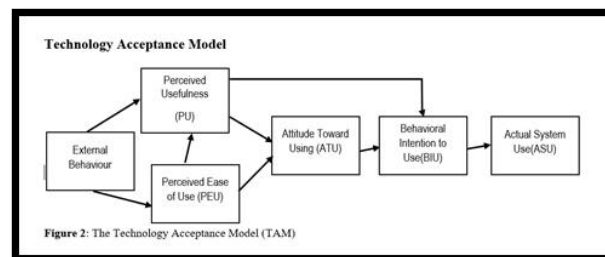 Technology Acceptance Model
Perceived
Usefulness
(PU)
External
Behaviour
Perceived Ease
of Use (PEU)
Attitude Toward
Using (ATU)
Behavioral
Intention to
Use(BIU)
Actual System
Use(ASU)
Figure 2: The Technology Acceptance Model (TAM)